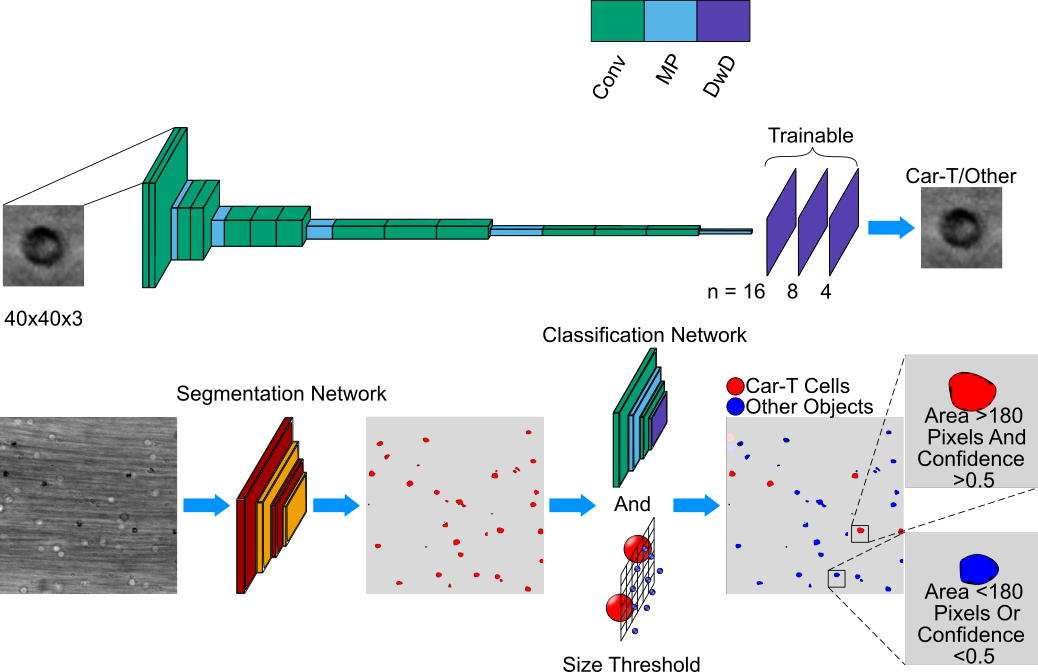 Conv
MP
DwD
Trainable
Car-T/Other
40x40x3
n = 16
8
4
Classification Network
Segmentation Network
Car-T Cells
Other Objects
Area >180
Pixels And
Confidence
>0.5
And
Area <180
Pixels Or
Confidence
<0.5
Size Threshold